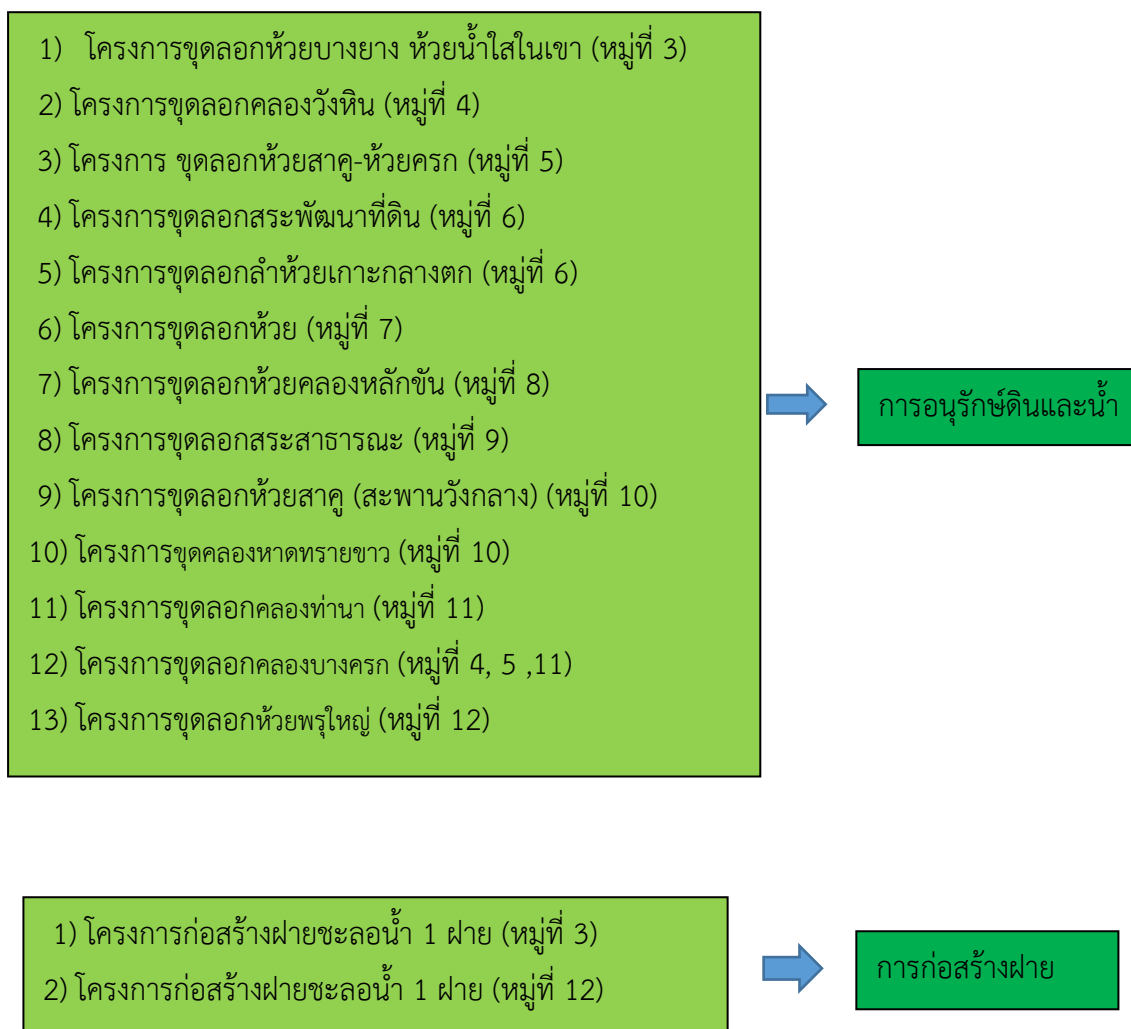 1) โครงการขุดลอกห้วยบางยาง ห้วยน้ำใสในเขา (หมู่ที่ 3)
2) โครงการขุดลอกคลองวังหิน (หมู่ที่ 4)
3) โครงการ ขุดลอกห้วยสาคู-ห้วยครก (หมู่ที่ 5)
4) โครงการขุดลอกสระพัฒนาที่ดิน (หมู่ที่ 6)
5) โครงการขุดลอกลำห้วยเกาะกลางตก (หมู่ที่ 6)
6) โครงการขุดลอกห้วย (หมู่ที่ 7)
7) โครงการขุดลอกห้วยคลองหลักขัน (หมู่ที่ 8)
8) โครงการขุดลอกสระสาธารณะ (หมู่ที่ 9)
9) โครงการขุดลอกห้วยสาคู (สะพานวังกลาง) (หมู่ที่ 10)
10) โครงการขุดคลองหาดทรายขาว (หมู่ที่ 10)
11) โครงการขุดลอกคลองท่านา (หมู่ที่ 11)
12) โครงการขุดลอกคลองบางครก (หมู่ที่ 4, 5 ,11)
13) โครงการขุดลอกห้วยพรุใหญ่ (หมู่ที่ 12)
การอนุรักษ์ดินและน้ำ
1) โครงการก่อสร้างฝายชะลอน้ำ 1 ฝาย (หมู่ที่ 3)
2) โครงการก่อสร้างฝายชะลอน้ำ 1 ฝาย (หมู่ที่ 12)
การก่อสร้างฝาย